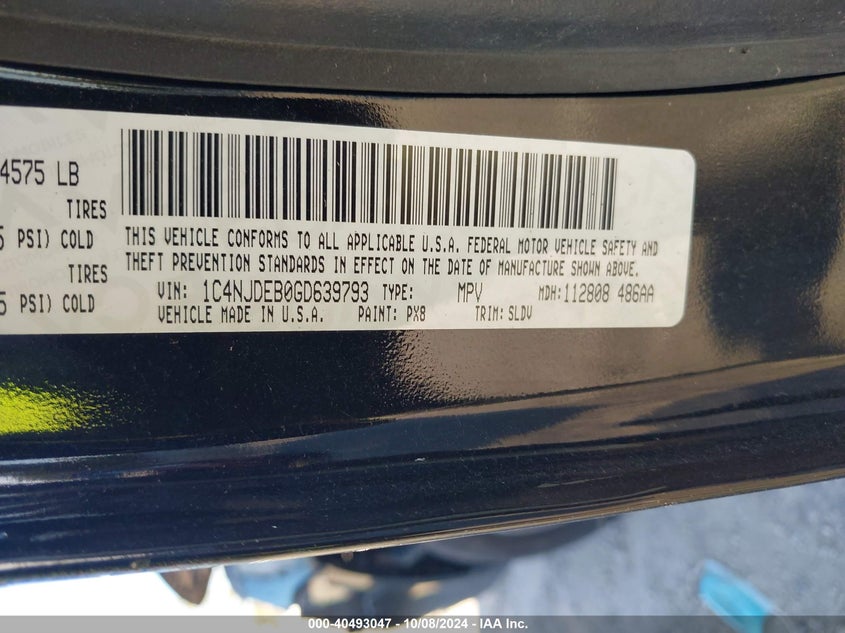 4575 LB
TIRES
5 PSI) COLD
TIRES
5 PSI) COLD
THIS VEHICLE CONFORMS TO ALL APPLICABLE U.S.A. FEDERAL MOTOR VEHICLE SAFETY AND
THEFT PREVENTION STANDARDS IN EFFECT ON THE DATE OF MANUFACTURE SHOWN ABOVE.
VIN: 1C4NJDEB0GD639793 TYPE: MPV MDH:112808 486AA
VEHICLE MADE IN U.S.A. PAINT: PX8 TRIM: SLDV
000-40493047 - 10/08/2024 - IAA Inc.